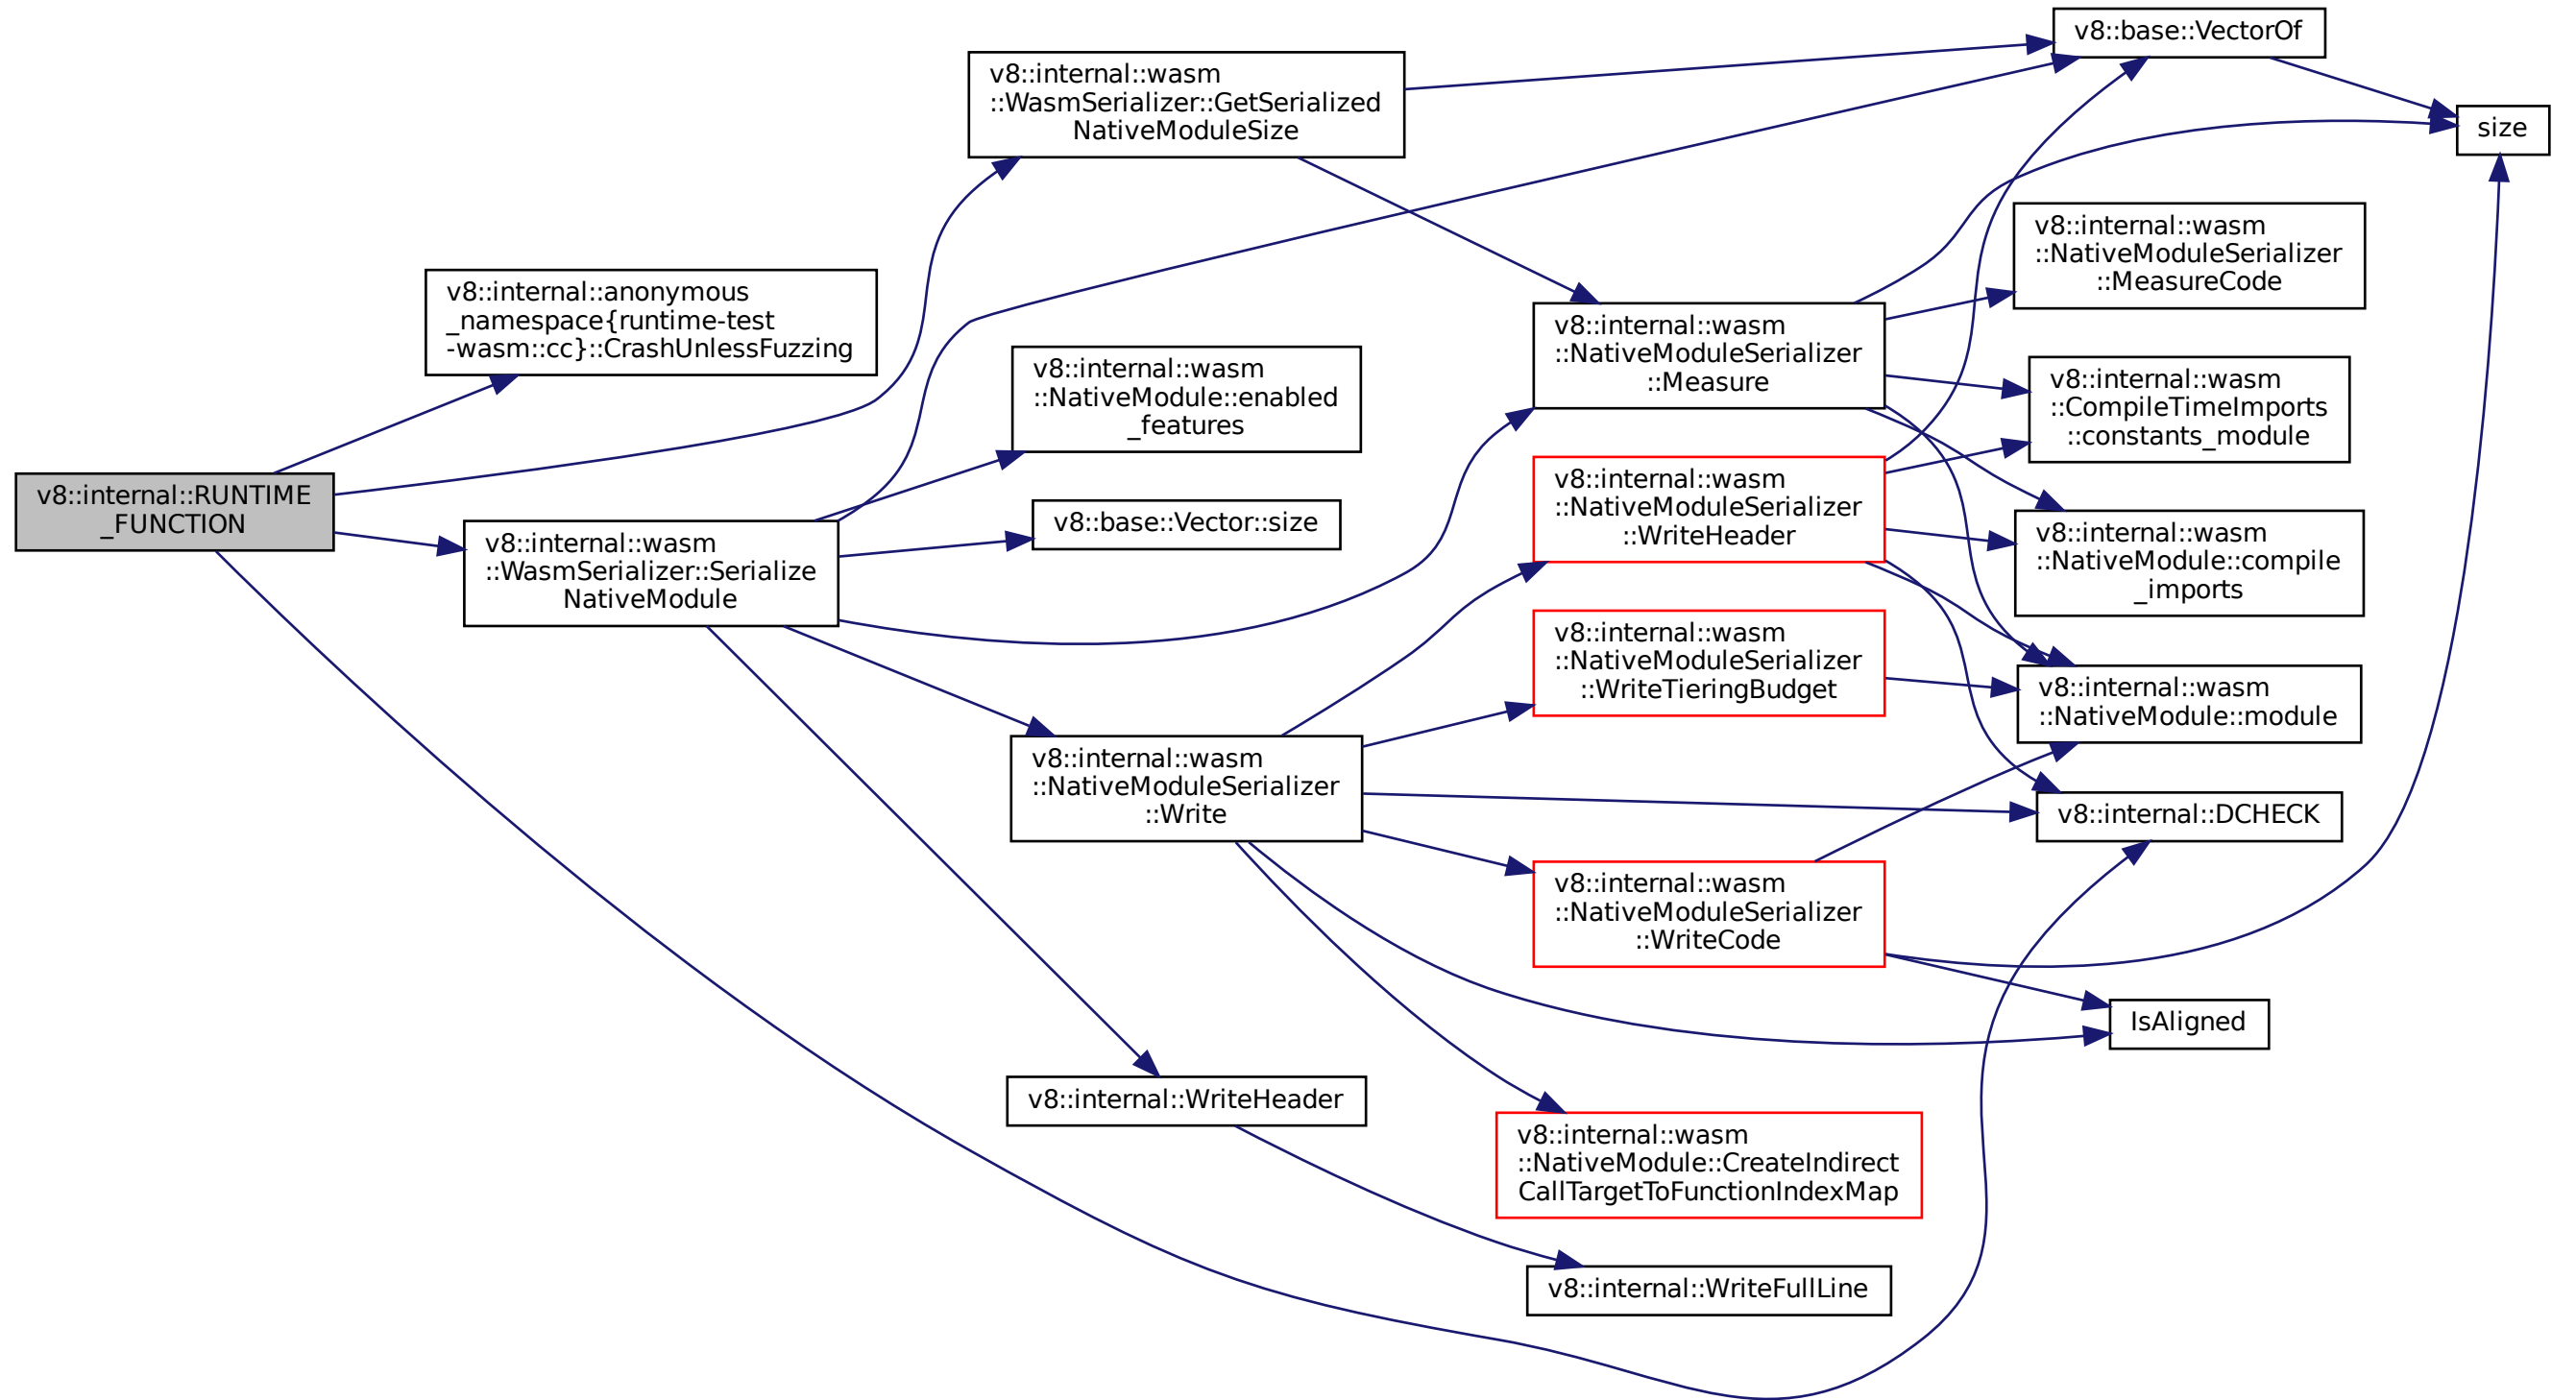 v8::internal::RUNTIME
_FUNCTION
v8::internal::anonymous
_namespace{runtime-test
-wasm::cc}::CrashUnlessFuzzing
v8::internal::wasm
::WasmSerializer::Serialize
NativeModule
v8::internal::wasm
::WasmSerializer::GetSerialized
NativeModuleSize
v8::internal::wasm
::NativeModule::enabled
_features
v8::base::Vector::size
v8::internal::wasm
::NativeModuleSerializer
::Write
v8::internal::WriteHeader
v8::internal::wasm
::NativeModuleSerializer
::Measure
v8::internal::wasm
::NativeModuleSerializer
::WriteHeader
v8::internal::wasm
::NativeModuleSerializer
::WriteTieringBudget
v8::internal::wasm
::NativeModuleSerializer
::WriteCode
v8::internal::wasm
::NativeModule::CreateIndirect
CallTargetToFunctionIndexMap
v8::internal::WriteFullLine
v8::base::VectorOf
size
v8::internal::wasm
::NativeModuleSerializer
::MeasureCode
v8::internal::wasm
::CompileTimeImports
::constants_module
v8::internal::wasm
::NativeModule::compile
_imports
v8::internal::wasm
::NativeModule::module
v8::internal::DCHECK
IsAligned